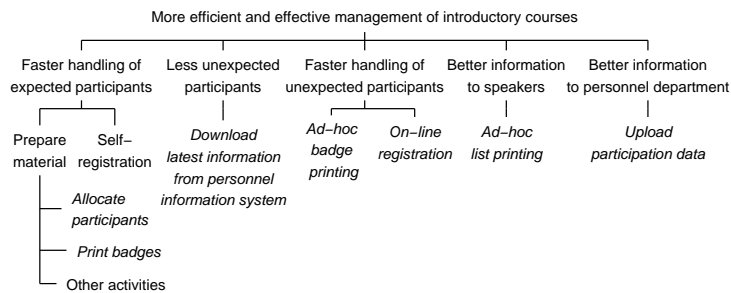 More efficient and effective management of introductory courses
Faster handling of
expected participants
Less unexpected
participants
Faster handling of
unexpected participants
Better information
to speakers
Better information
to personnel department
Prepare
material
Self−
registration
Download
latest information
from personnel
information system
Ad−hoc
badge
printing
On−line
registration
Ad−hoc
list printing
Upload
participation data
Allocate
participants
Print badges
Other activities